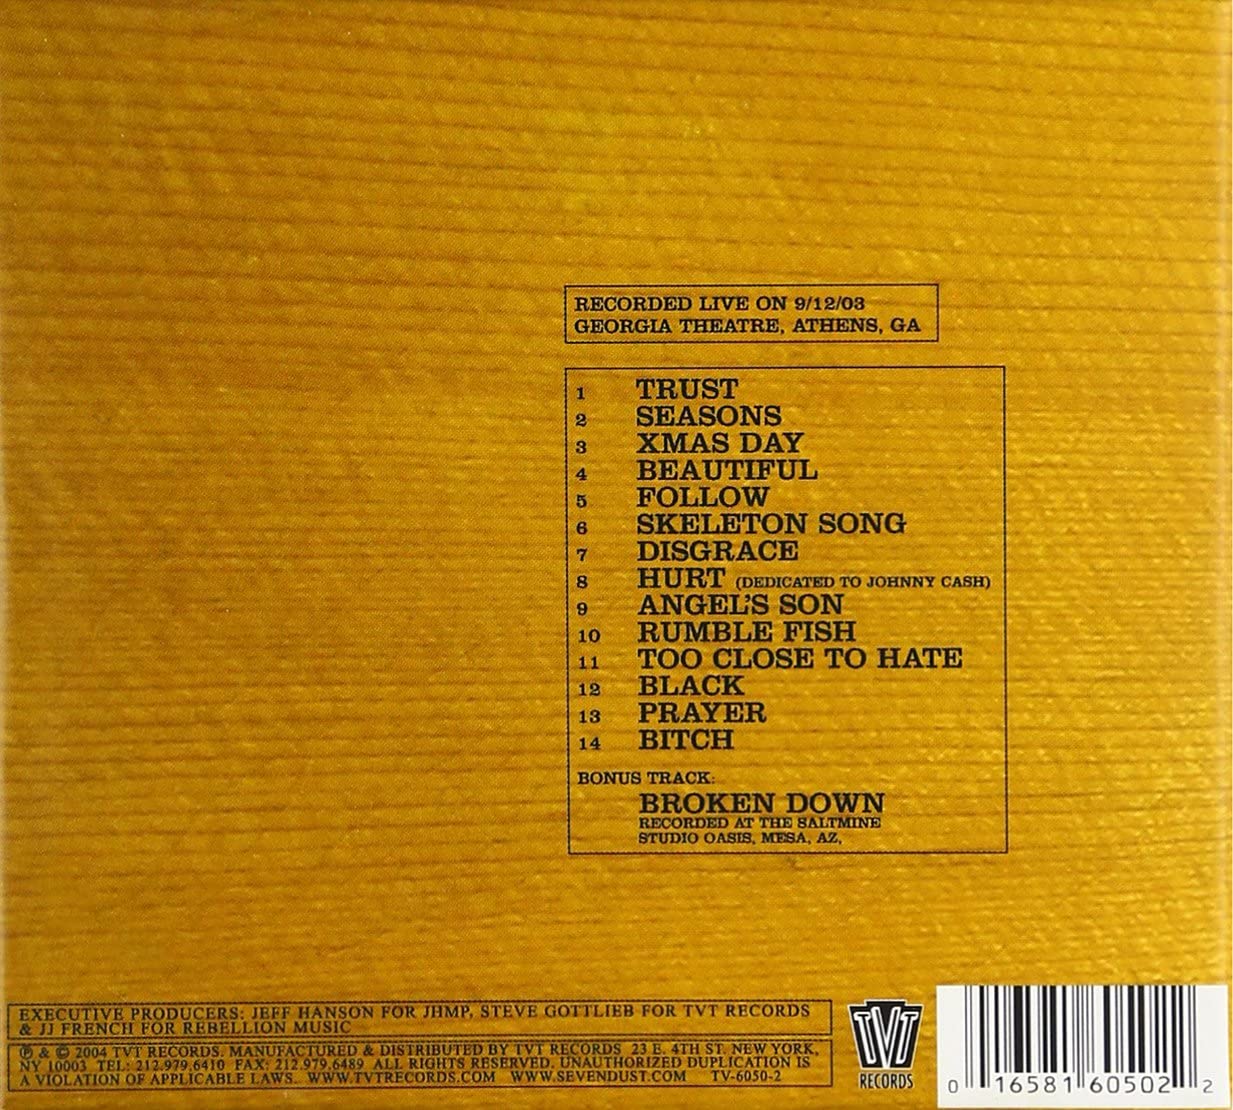 RECORDED LIVE ON 9/12/03
GEORGIA THEATRE, ATHENS, GA
1 TRUST
2 SEASONS
3 XMAS DAY
4 BEAUTIFUL
5 FOLLOW
6 SKELETON SONG
7 DISGRACE
8 HURT (DEDICATED TO JOHNNY CASH)
9 ANGEL'S SON
10 RUMBLE FISH
11 TOO CLOSE TO HATE
12 BLACK
13 PRAYER
14 BITCH
BONUS TRACK:
BROKEN DOWN
RECORDED AT THE SALTMINE
STUDIO OASIS, MESA, AZ,
EXECUTIVE PRODUCERS: JEFF HANSON FOR JHMP, STEVE GOTTLIEB FOR TVT RECORDS
& JJ FRENCH FOR REBELLION MUSIC
℗ & © 2004 TVT RECORDS. MANUFACTURED & DISTRIBUTED BY TVT RECORDS 23 E. 4TH ST. NEW YORK,
NY 10003 TEL: 212.979.6410 FAX: 212.979.6489 ALL RIGHTS RESERVED. UNAUTHORIZED DUPLICATION IS
A VIOLATION OF APPLICABLE LAWS. WWW.TVTRECORDS.COM WWW.SEVENDUST.COM TV-6050-2
TVT
RECORDS
0 16581 60502 2